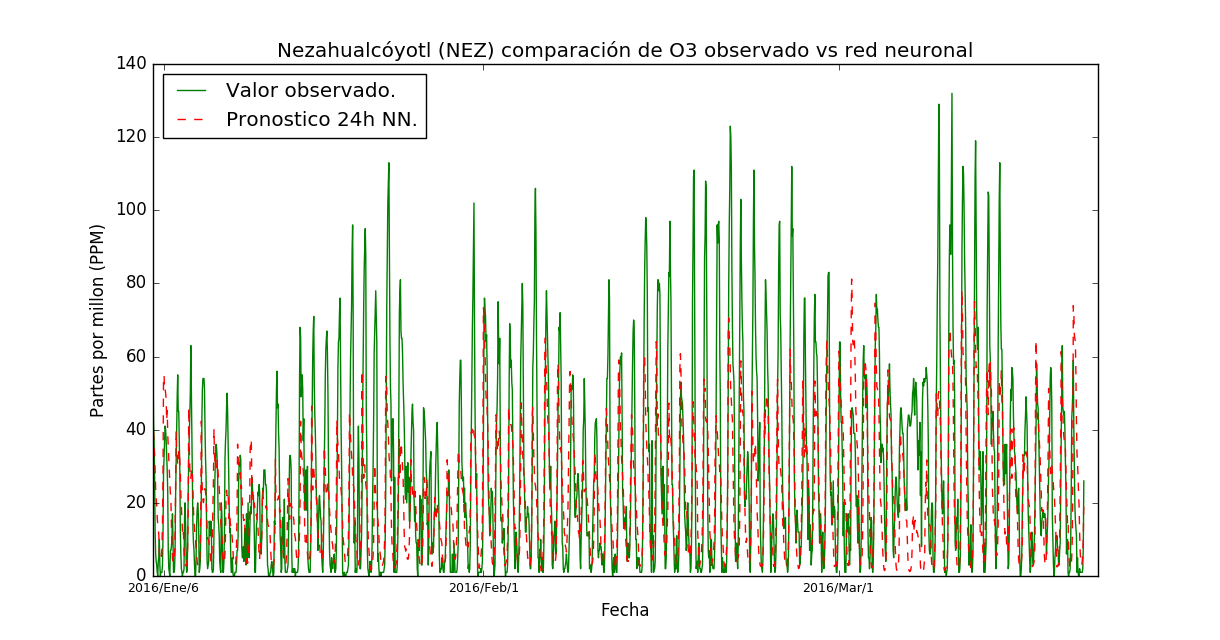 Nezahualcóyotl (NEZ) comparación de O3 observado vs red neuronal
140
120
100
80
60
40
20
0
Partes por millon (PPM)
Valor observado.
Pronostico 24h NN.
2016/Ene/6
2016/Feb/1
2016/Mar/1
Fecha